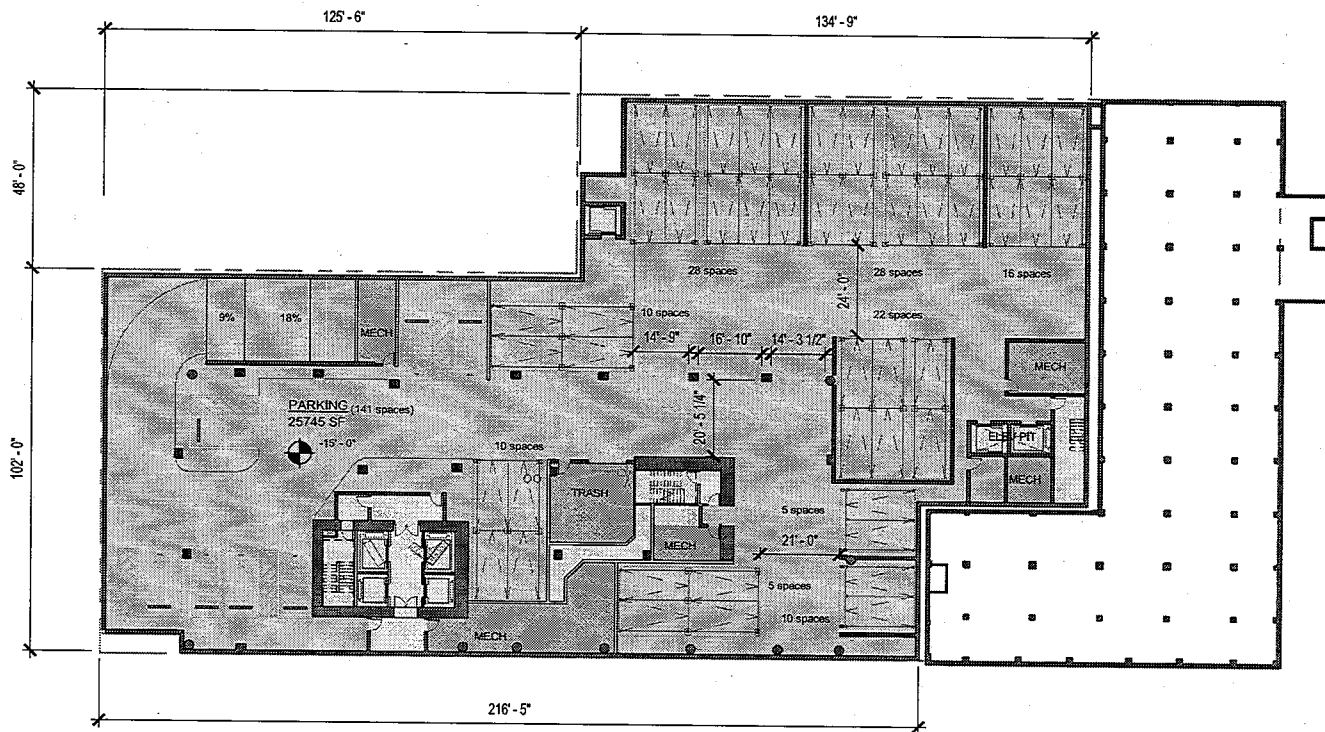 125' - 6"
134' - 9"
48' - 0"
28 spaces
28 spaces
16 spaces
24' - 0"
9%
18%
MECH
10 spaces
22 spaces
14' - 9"
16' - 10"
14' - 3 1/2"
MECH
PARKING (141 spaces)
25745 SF
-15' - 0"
20' - 5 1/4"
102' - 0"
10 spaces
ELEV PIT
TRASH
MECH
5 spaces
MECH
21' - 0"
5 spaces
10 spaces
MECH
216' - 5"